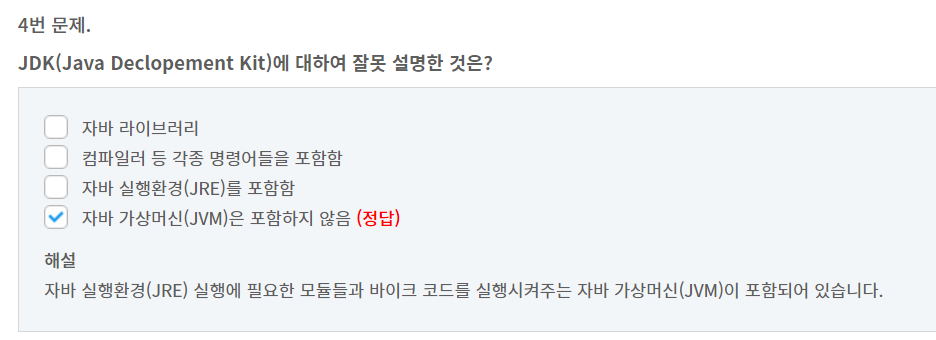 4번 문제.
JDK(Java Declopement Kit)에 대하여 잘못 설명한 것은?
자바 라이브러리
컴파일러 등 각종 명령어들을 포함함
자바 실행환경(JRE)를 포함함
자바 가상머신(JVM)은 포함하지 않음 (정답)
해설
자바 실행환경(JRE) 실행에 필요한 모듈들과 바이크 코드를 실행시켜주는 자바 가상머신(JVM)이 포함되어 있습니다.